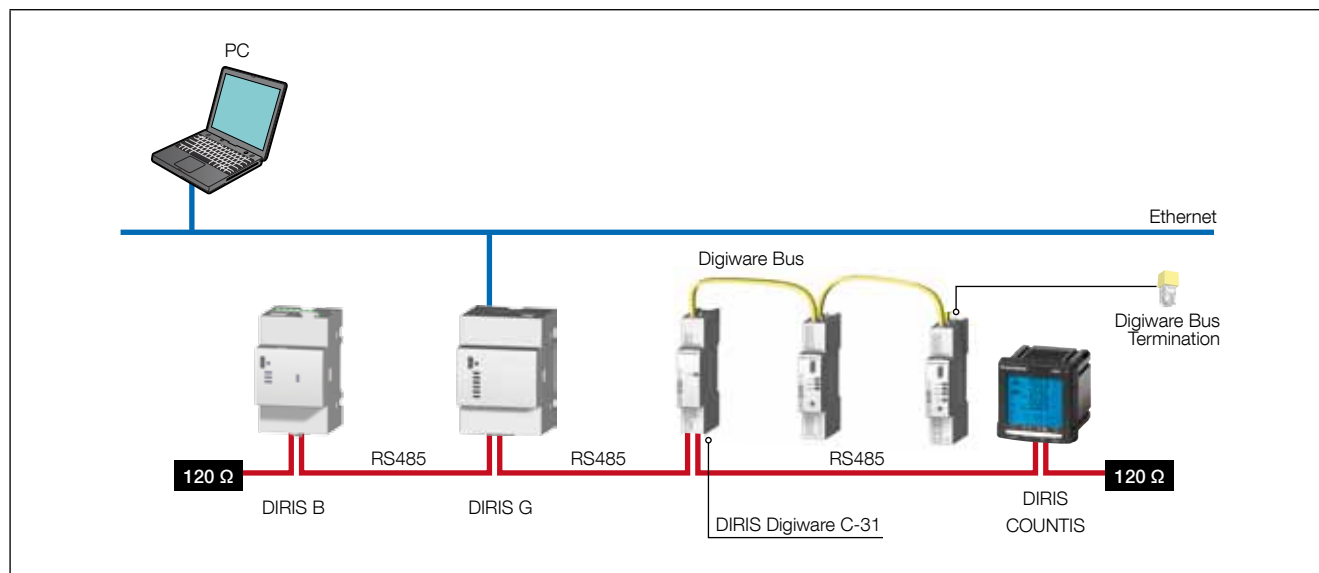 PC
Ethernet
Digiware Bus
Digiware Bus
Termination
RS485
RS485
RS485
120 Ω
120 Ω
DIRIS B
DIRIS G
DIRIS Digiware C-31
DIRIS
COUNTIS